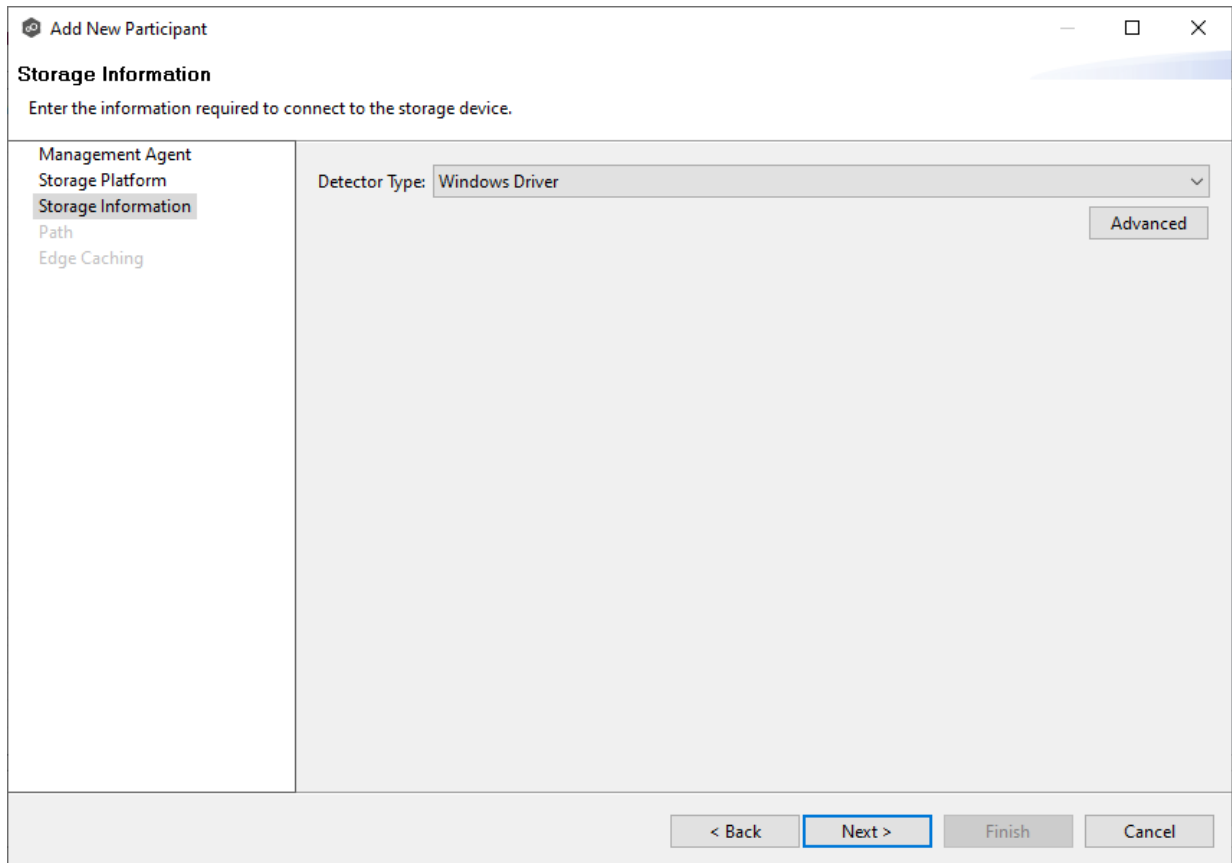 Add New Participant
Storage Information
Enter the information required to connect to the storage device.
Management Agent
Storage Platform
Storage Information
Path
Edge Caching
Detector Type: Windows Driver
Advanced
< Back Next > Finish Cancel